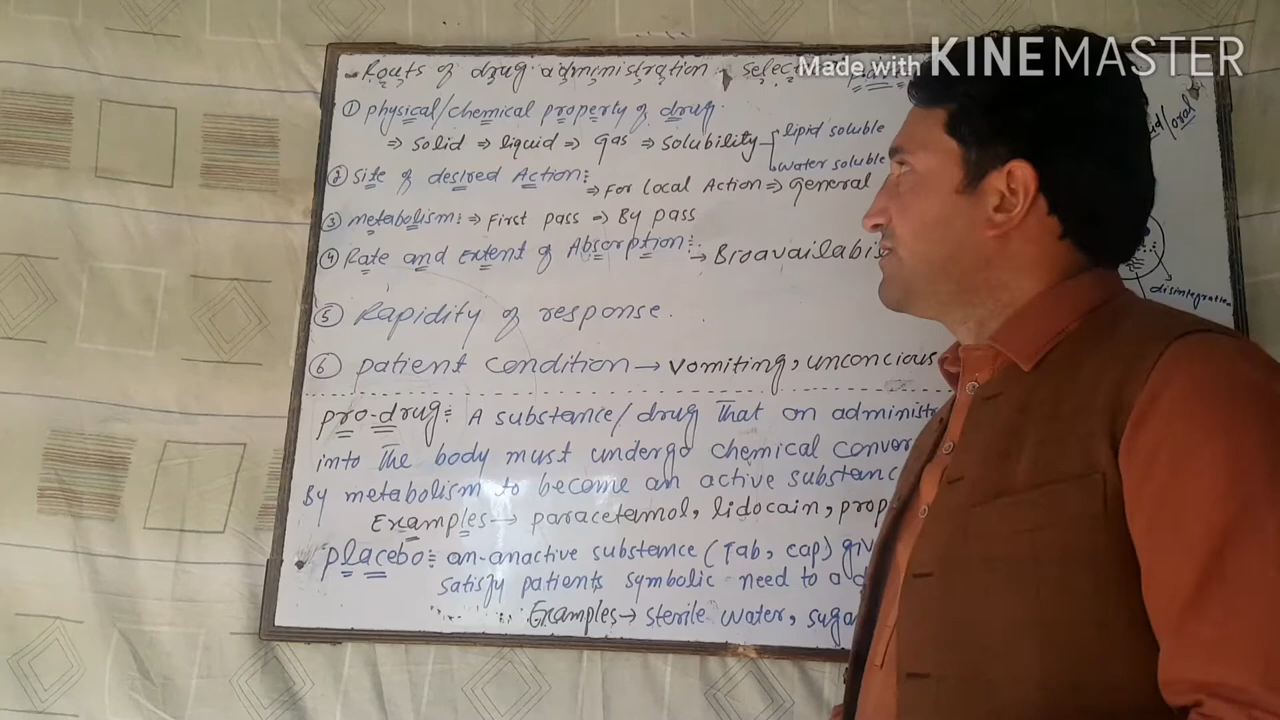 Made with KINEMASTER
Routs of drug administration selec
① physical/chemical property of drug.
⇒ solid ⇒ liquid ⇒ Gas ⇒ solubility lipid soluble
water soluble
② Site of desired Action:
⇒ For local Action ⇒ General
③ metabolism: ⇒ First pass ⇒ By pass
④ Rate and extent of Absorption:
→ Bioavailabi
⑤ Rapidity of response.
⑥ patient condition → vomiting, unconcious
pro-drug: A substance/drug that on administ
into The body must undergo chemical conver
By metabolism to become an active substanc
Examples → paracetamol, lidocain, prop
placebo: an-anactive substance (Tab, cap) giv
satisfy patients symbolic need to a d
Examples → sterile water, suga
/oral
disintegration